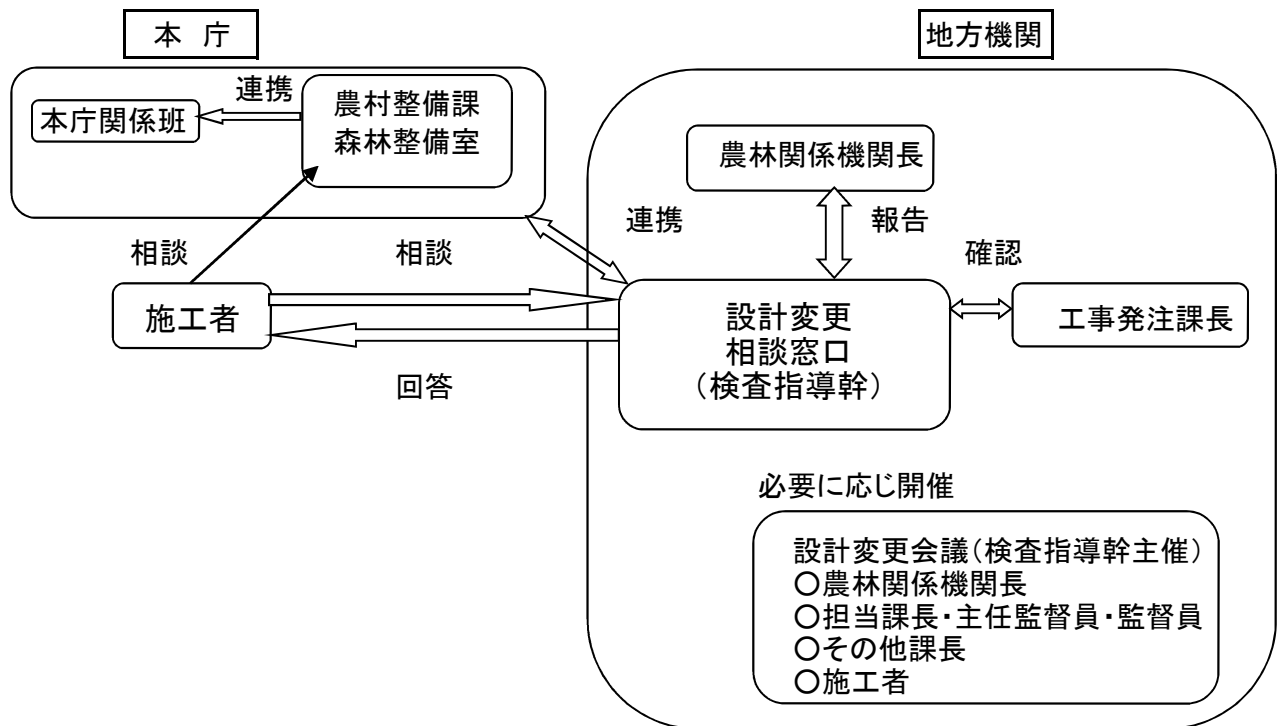 本 庁
地方機関
連携
本庁関係班
農村整備課
森林整備室
農林関係機関長
連携
報告
相談
相談
確認
施工者
設計変更
相談窓口
(検査指導幹)
工事発注課長
回答
必要に応じ開催
設計変更会議(検査指導幹主催)
○農林関係機関長
○担当課長・主任監督員・監督員
○その他課長
○施工者